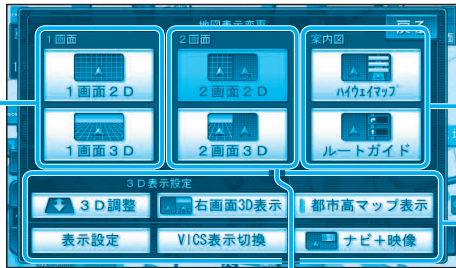 地図表示変更
戻る
1画面
2画面
案内図
1画面2D
2画面2D
ハイウェイマップ
1画面3D
2画面3D
ルートガイド
3D表示設定
3D調整
右画面3D表示
都市高マップ表示
表示設定
VICS表示切換
ナビ+映像